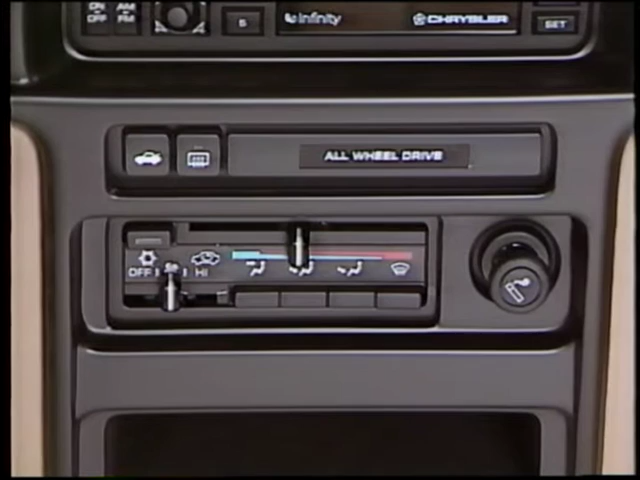 ON AM
OFF FM
5
Infinity
CHRYSLER
SET
ALL WHEEL DRIVE
OFF
HI